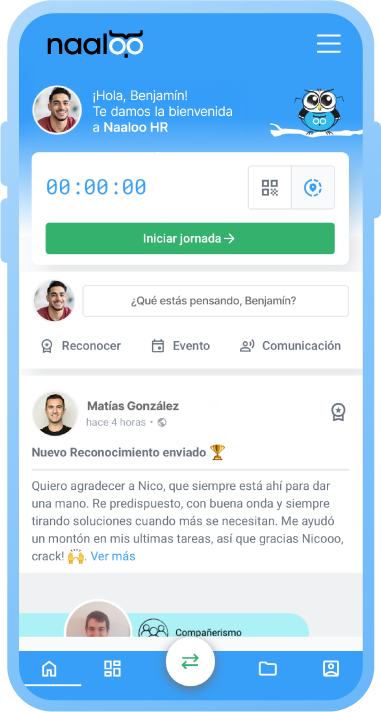 naaloo
¡Hola, Benjamín!
Te damos la bienvenida
a Naaloo HR
00:00:00
Iniciar jornada
¿Qué estás pensando, Benjamín?
Reconocer
Evento
Comunicación
Matías González
hace 4 horas •
Nuevo Reconocimiento enviado 🏆
Quiero agradecer a Nico, que siempre está ahí para dar
una mano. Re predispuesto, con buena onda y siempre
tirando soluciones cuando más se necesitan. Me ayudó
un montón en mis ultimas tareas, así que gracias Nicooo,
crack! 🙌. Ver más
Compañerismo